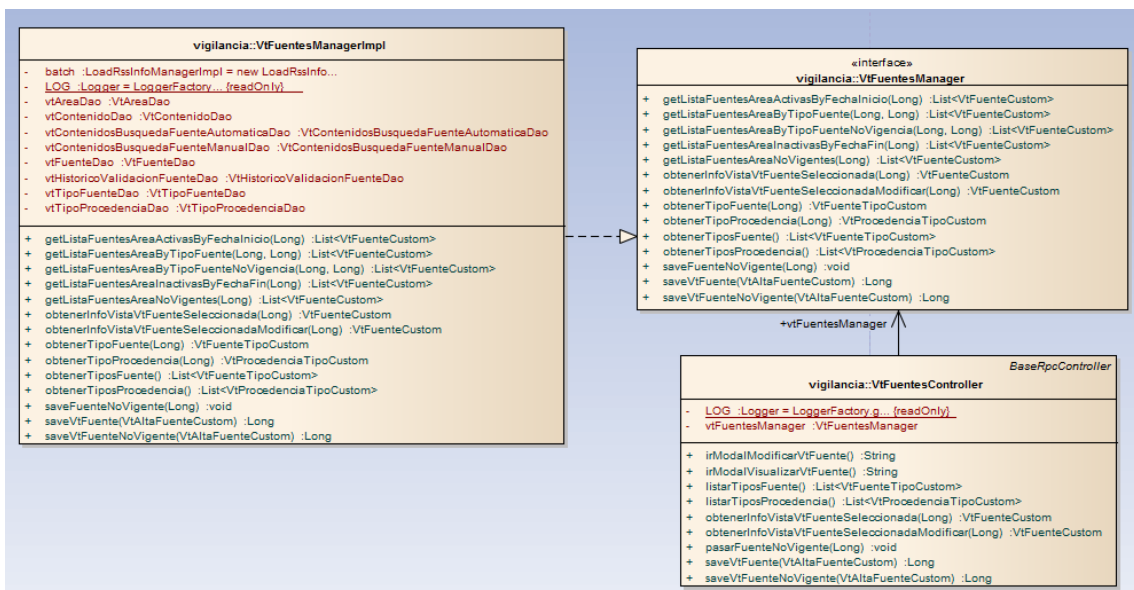 vigilancia::VtFuentesManagerImpl
- batch :LoadRssInfoManagerImpl = new LoadRssInfo...
- LOG :Logger = LoggerFactory... {readOnly}
- vtAreaDao :VtAreaDao
- vtContenidoDao :VtContenidoDao
- vtContenidosBusquedaFuenteAutomaticaDao :VtContenidosBusquedaFuenteAutomaticaDao
- vtContenidosBusquedaFuenteManualDao :VtContenidosBusquedaFuenteManualDao
- vtFuenteDao :VtFuenteDao
- vtHistoricoValidacionFuenteDao :VtHistoricoValidacionFuenteDao
- vtTipoFuenteDao :VtTipoFuenteDao
- vtTipoProcedenciaDao :VtTipoProcedenciaDao
+ getListaFuentesAreaActivasByFechaInicio(Long) :List<VtFuenteCustom>
+ getListaFuentesAreaByTipoFuente(Long, Long) :List<VtFuenteCustom>
+ getListaFuentesAreaByTipoFuenteNoVigencia(Long, Long) :List<VtFuenteCustom>
+ getListaFuentesAreaInactivasByFechaFin(Long) :List<VtFuenteCustom>
+ getListaFuentesAreaNoVigentes(Long) :List<VtFuenteCustom>
+ obtenerInfoVistaVtFuenteSeleccionada(Long) :VtFuenteCustom
+ obtenerInfoVistaVtFuenteSeleccionadaModificar(Long) :VtFuenteCustom
+ obtenerTipoFuente(Long) :VtFuenteTipoCustom
+ obtenerTipoProcedencia(Long) :VtProcedenciaTipoCustom
+ obtenerTiposFuente() :List<VtFuenteTipoCustom>
+ obtenerTiposProcedencia() :List<VtProcedenciaTipoCustom>
+ saveFuenteNoVigente(Long) :void
+ saveVtFuente(VtAltaFuenteCustom) :Long
+ saveVtFuenteNoVigente(VtAltaFuenteCustom) :Long
«interface»
vigilancia::VtFuentesManager
+ getListaFuentesAreaActivasByFechaInicio(Long) :List<VtFuenteCustom>
+ getListaFuentesAreaByTipoFuente(Long, Long) :List<VtFuenteCustom>
+ getListaFuentesAreaByTipoFuenteNoVigencia(Long, Long) :List<VtFuenteCustom>
+ getListaFuentesAreaInactivasByFechaFin(Long) :List<VtFuenteCustom>
+ getListaFuentesAreaNoVigentes(Long) :List<VtFuenteCustom>
+ obtenerInfoVistaVtFuenteSeleccionada(Long) :VtFuenteCustom
+ obtenerInfoVistaVtFuenteSeleccionadaModificar(Long) :VtFuenteCustom
+ obtenerTipoFuente(Long) :VtFuenteTipoCustom
+ obtenerTipoProcedencia(Long) :VtProcedenciaTipoCustom
+ obtenerTiposFuente() :List<VtFuenteTipoCustom>
+ obtenerTiposProcedencia() :List<VtProcedenciaTipoCustom>
+ saveFuenteNoVigente(Long) :void
+ saveVtFuente(VtAltaFuenteCustom) :Long
+ saveVtFuenteNoVigente(VtAltaFuenteCustom) :Long
+vtFuentesManager
BaseRpcController
vigilancia::VtFuentesController
- LOG :Logger = LoggerFactory.g... {readOnly}
- vtFuentesManager :VtFuentesManager
+ irModalModificarVtFuente() :String
+ irModalVisualizarVtFuente() :String
+ listarTiposFuente() :List<VtFuenteTipoCustom>
+ listarTiposProcedencia() :List<VtProcedenciaTipoCustom>
+ obtenerInfoVistaVtFuenteSeleccionada(Long) :VtFuenteCustom
+ obtenerInfoVistaVtFuenteSeleccionadaModificar(Long) :VtFuenteCustom
+ pasarFuenteNoVigente(Long) :void
+ saveVtFuente(VtAltaFuenteCustom) :Long
+ saveVtFuenteNoVigente(VtAltaFuenteCustom) :Long